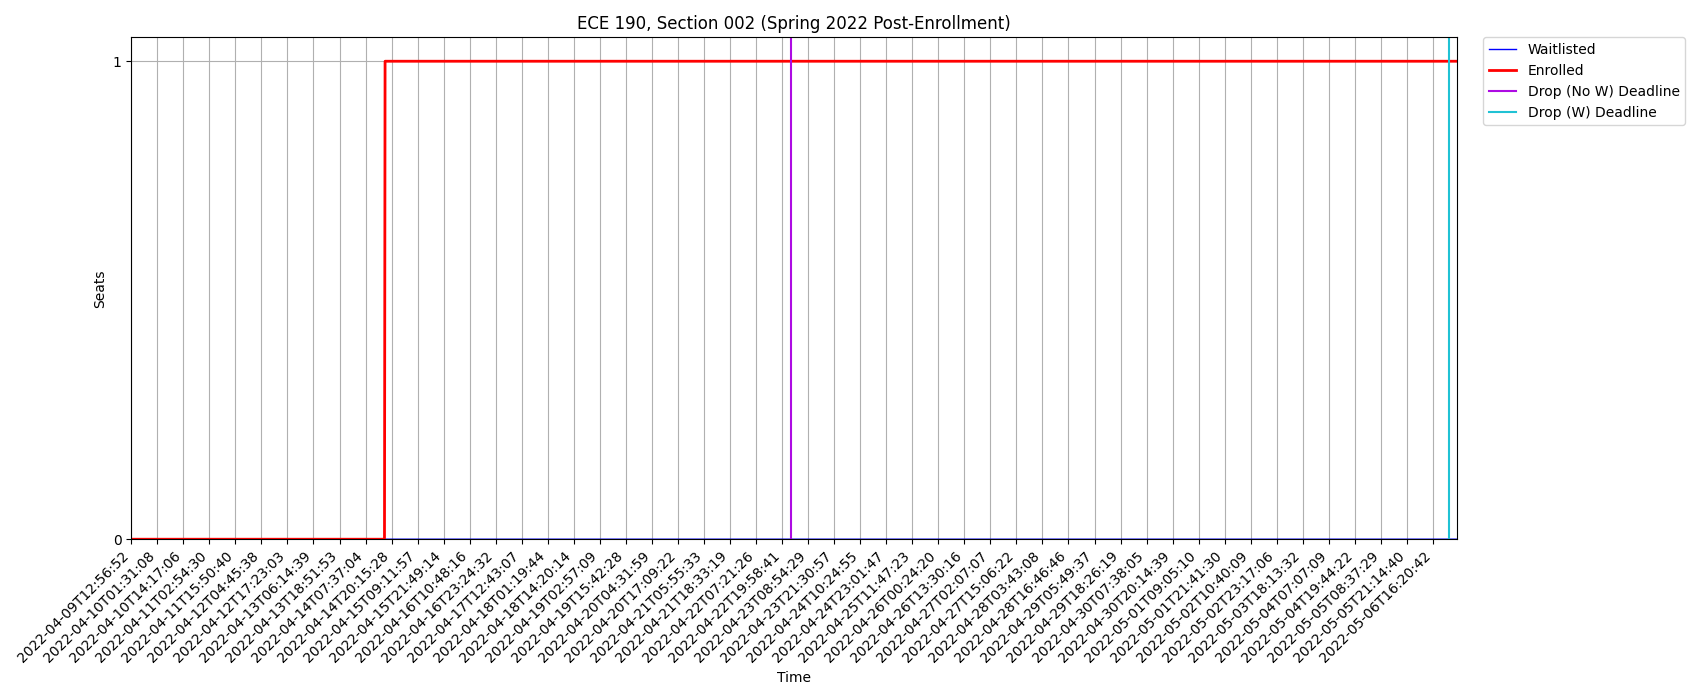 ECE 190, Section 002 (Spring 2022 Post-Enrollment)
Waitlisted
Enrolled
Drop (No W) Deadline
Drop (W) Deadline
1
Seats
0
2022-04-09T12:56:52
2022-04-10T01:31:08
2022-04-10T14:17:06
2022-04-11T02:54:30
2022-04-11T15:50:40
2022-04-12T04:45:38
2022-04-12T17:23:03
2022-04-13T06:14:39
2022-04-13T18:51:53
2022-04-14T07:37:04
2022-04-14T20:15:28
2022-04-15T09:11:57
2022-04-15T21:49:14
2022-04-16T10:48:16
2022-04-16T23:24:32
2022-04-17T12:43:07
2022-04-18T01:19:44
2022-04-18T14:20:14
2022-04-19T02:57:09
2022-04-19T15:42:28
2022-04-20T04:31:59
2022-04-20T17:09:22
2022-04-21T05:55:33
2022-04-21T18:33:19
2022-04-22T07:21:26
2022-04-22T19:58:41
2022-04-23T08:54:29
2022-04-23T21:30:57
2022-04-24T10:24:55
2022-04-24T23:01:47
2022-04-25T11:47:23
2022-04-26T00:24:20
2022-04-26T13:30:16
2022-04-27T02:07:07
2022-04-27T15:06:22
2022-04-28T03:43:08
2022-04-28T16:46:46
2022-04-29T05:49:37
2022-04-29T18:26:19
2022-04-30T07:38:05
2022-04-30T20:14:39
2022-05-01T09:05:10
2022-05-01T21:41:30
2022-05-02T10:40:09
2022-05-02T23:17:06
2022-05-03T18:13:32
2022-05-04T07:07:09
2022-05-04T19:44:22
2022-05-05T08:37:29
2022-05-05T21:14:40
2022-05-06T16:20:42
Time